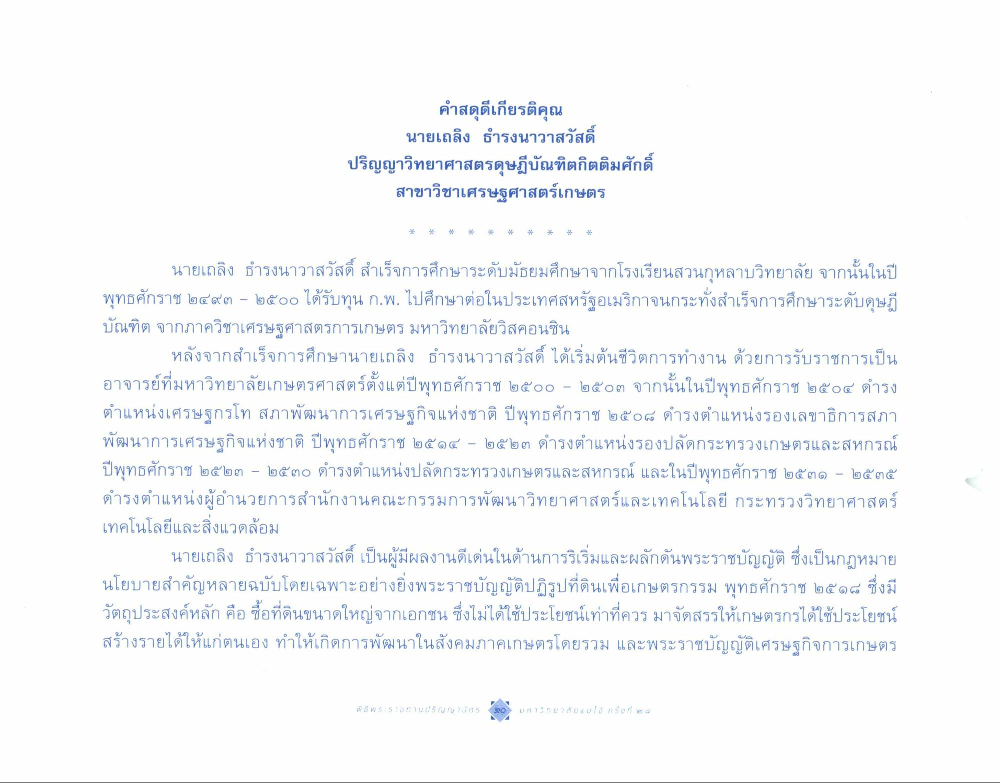 คำสดุดีเกียรติคุณ
นายเถลิง ธำรงนาวาสวัสดิ์
ปริญญาวิทยาศาสตรดุษฎีบัณฑิตกิตติมศักดิ์
สาขาวิชาเศรษฐศาสตร์เกษตร
* * * * * * * * * *
นายเถลิง ธำรงนาวาสวัสดิ์ สำเร็จการศึกษาระดับมัธยมศึกษาจากโรงเรียนสวนกุหลาบวิทยาลัย จากนั้นในปี
พุทธศักราช ๒๔๙๓ – ๒๕๐๐ ได้รับทุน ก.พ. ไปศึกษาต่อในประเทศสหรัฐอเมริกาจนกระทั่งสำเร็จการศึกษาระดับดุษฎี
บัณฑิต จากภาควิชาเศรษฐศาสตรการเกษตร มหาวิทยาลัยวิสคอนซิน
หลังจากสำเร็จการศึกษานายเถลิง ธำรงนาวาสวัสดิ์ ได้เริ่มต้นชีวิตการทำงาน ด้วยการรับราชการเป็น
อาจารย์ที่มหาวิทยาลัยเกษตรศาสตร์ตั้งแต่ปีพุทธศักราช ๒๕๐๐ – ๒๕๐๓ จากนั้นในปีพุทธศักราช ๒๕๐๔ ดำรง
ตำแหน่งเศรษฐกรโท สภาพัฒนาการเศรษฐกิจแห่งชาติ ปีพุทธศักราช ๒๕๐๘ ดำรงตำแหน่งรองเลขาธิการสภา
พัฒนาการเศรษฐกิจแห่งชาติ ปีพุทธศักราช ๒๕๑๔ – ๒๕๒๓ ดำรงตำแหน่งรองปลัดกระทรวงเกษตรและสหกรณ์
ปีพุทธศักราช ๒๕๒๓ – ๒๕๓๐ ดำรงตำแหน่งปลัดกระทรวงเกษตรและสหกรณ์ และในปีพุทธศักราช ๒๕๓๑ – ๒๕๓๕
ดำรงตำแหน่งผู้อำนวยการสำนักงานคณะกรรมการพัฒนาวิทยาศาสตร์และเทคโนโลยี กระทรวงวิทยาศาสตร์
เทคโนโลยีและสิ่งแวดล้อม
นายเถลิง ธำรงนาวาสวัสดิ์ เป็นผู้มีผลงานดีเด่นในด้านการริเริ่มและผลักดันพระราชบัญญัติ ซึ่งเป็นกฎหมาย
นโยบายสำคัญหลายฉบับโดยเฉพาะอย่างยิ่งพระราชบัญญัติปฏิรูปที่ดินเพื่อเกษตรกรรม พุทธศักราช ๒๕๑๘ ซึ่งมี
วัตถุประสงค์หลัก คือ ซื้อที่ดินขนาดใหญ่จากเอกชน ซึ่งไม่ได้ใช้ประโยชน์เท่าที่ควร มาจัดสรรให้เกษตรกรได้ใช้ประโยชน์
สร้างรายได้ให้แก่ตนเอง ทำให้เกิดการพัฒนาในสังคมภาคเกษตรโดยรวม และพระราชบัญญัติเศรษฐกิจการเกษตร
พิธีพระราชทานปริญญาบัตร ๒๐ มหาวิทยาลัยแม่โจ้ ครั้งที่ ๒๘